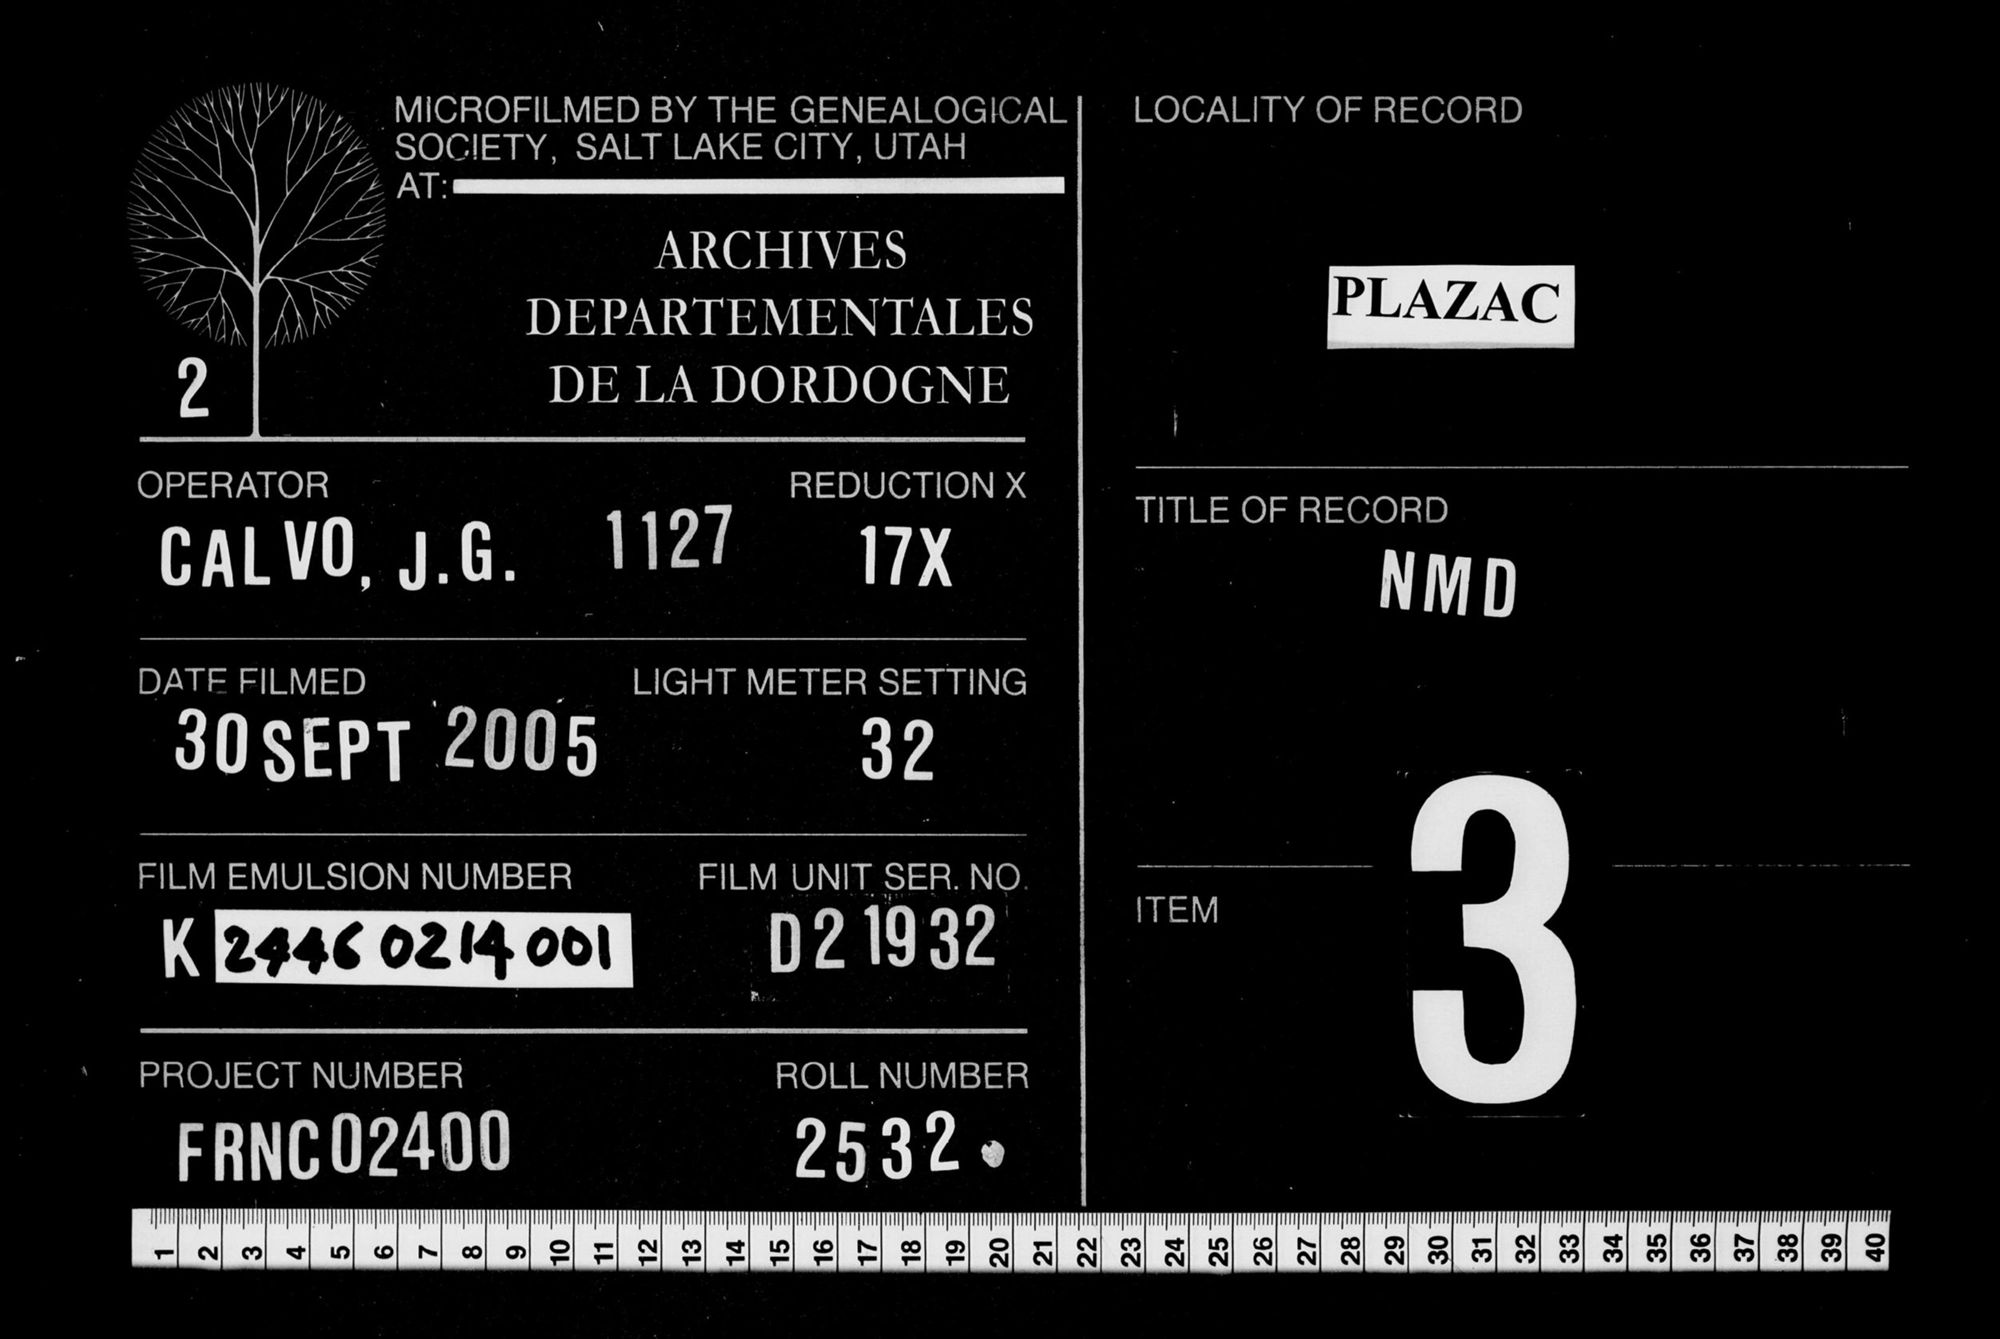 MICROFILMED BY THE GENEALOGICAL
SOCIETY, SALT LAKE CITY, UTAH
AT:
ARCHIVES
DEPARTEMENTALES
DE LA DORDOGNE
2
OPERATOR REDUCTION X
CALVO, J.G. 1127 17X
DATE FILMED LIGHT METER SETTING
30 SEPT 2005 32
FILM EMULSION NUMBER FILM UNIT SER. NO.
K 2446 0214 001 D21932
PROJECT NUMBER ROLL NUMBER
FRNC02400 2532
LOCALITY OF RECORD
PLAZAC
TITLE OF RECORD
NMD
ITEM
3
1 2 3 4 5 6 7 8 9 10 11 12 13 14 15 16 17 18 19 20 21 22 23 24 25 26 27 28 29 30 31 32 33 34 35 36 37 38 39 40